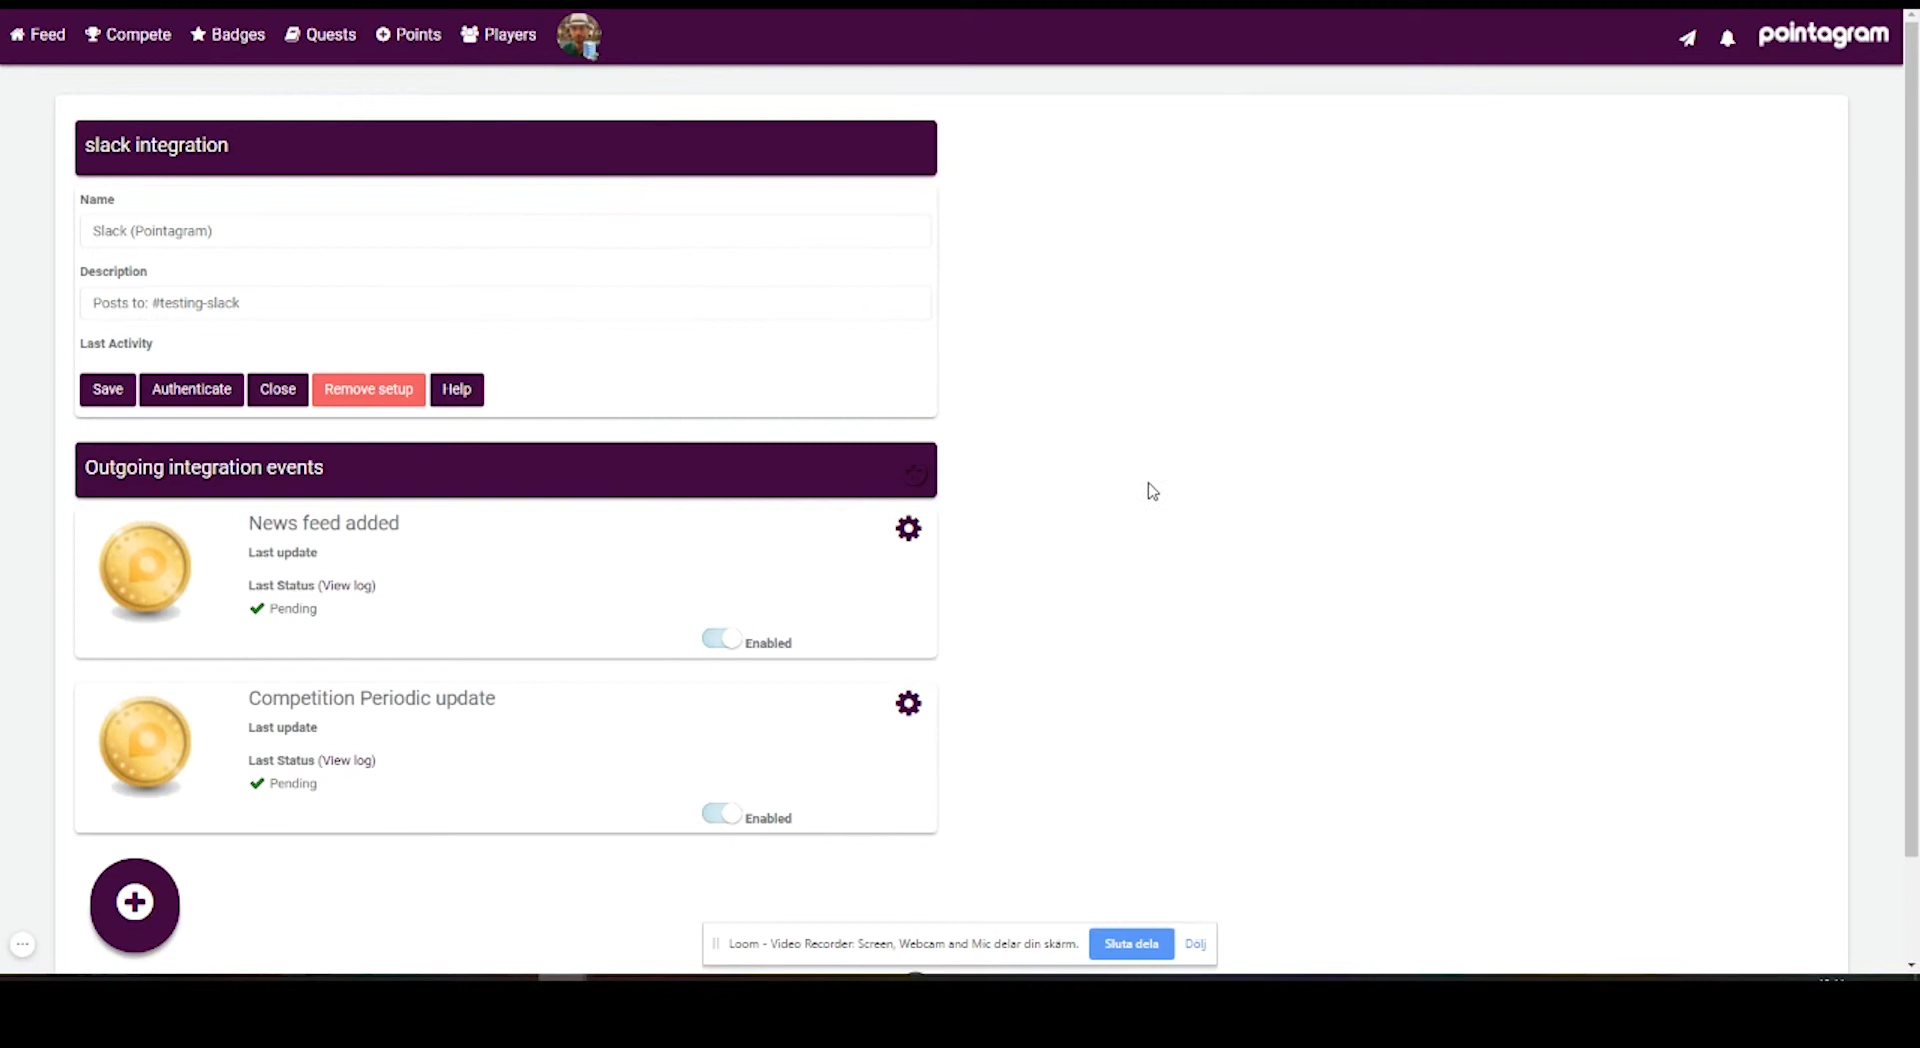 Feed Compete Badges Quests Points Players pointagram
slack integration
Name
Slack (Pointagram)
Description
Posts to: #testing-slack
Last Activity
Save Authenticate Close Remove setup Help
Outgoing integration events
News feed added
Last update
Last Status (View log)
Pending
Enabled
Competition Periodic update
Last update
Last Status (View log)
Pending
Enabled
Loom - Video Recorder: Screen, Webcam and Mic delar din skärm. Sluta dela Dölj